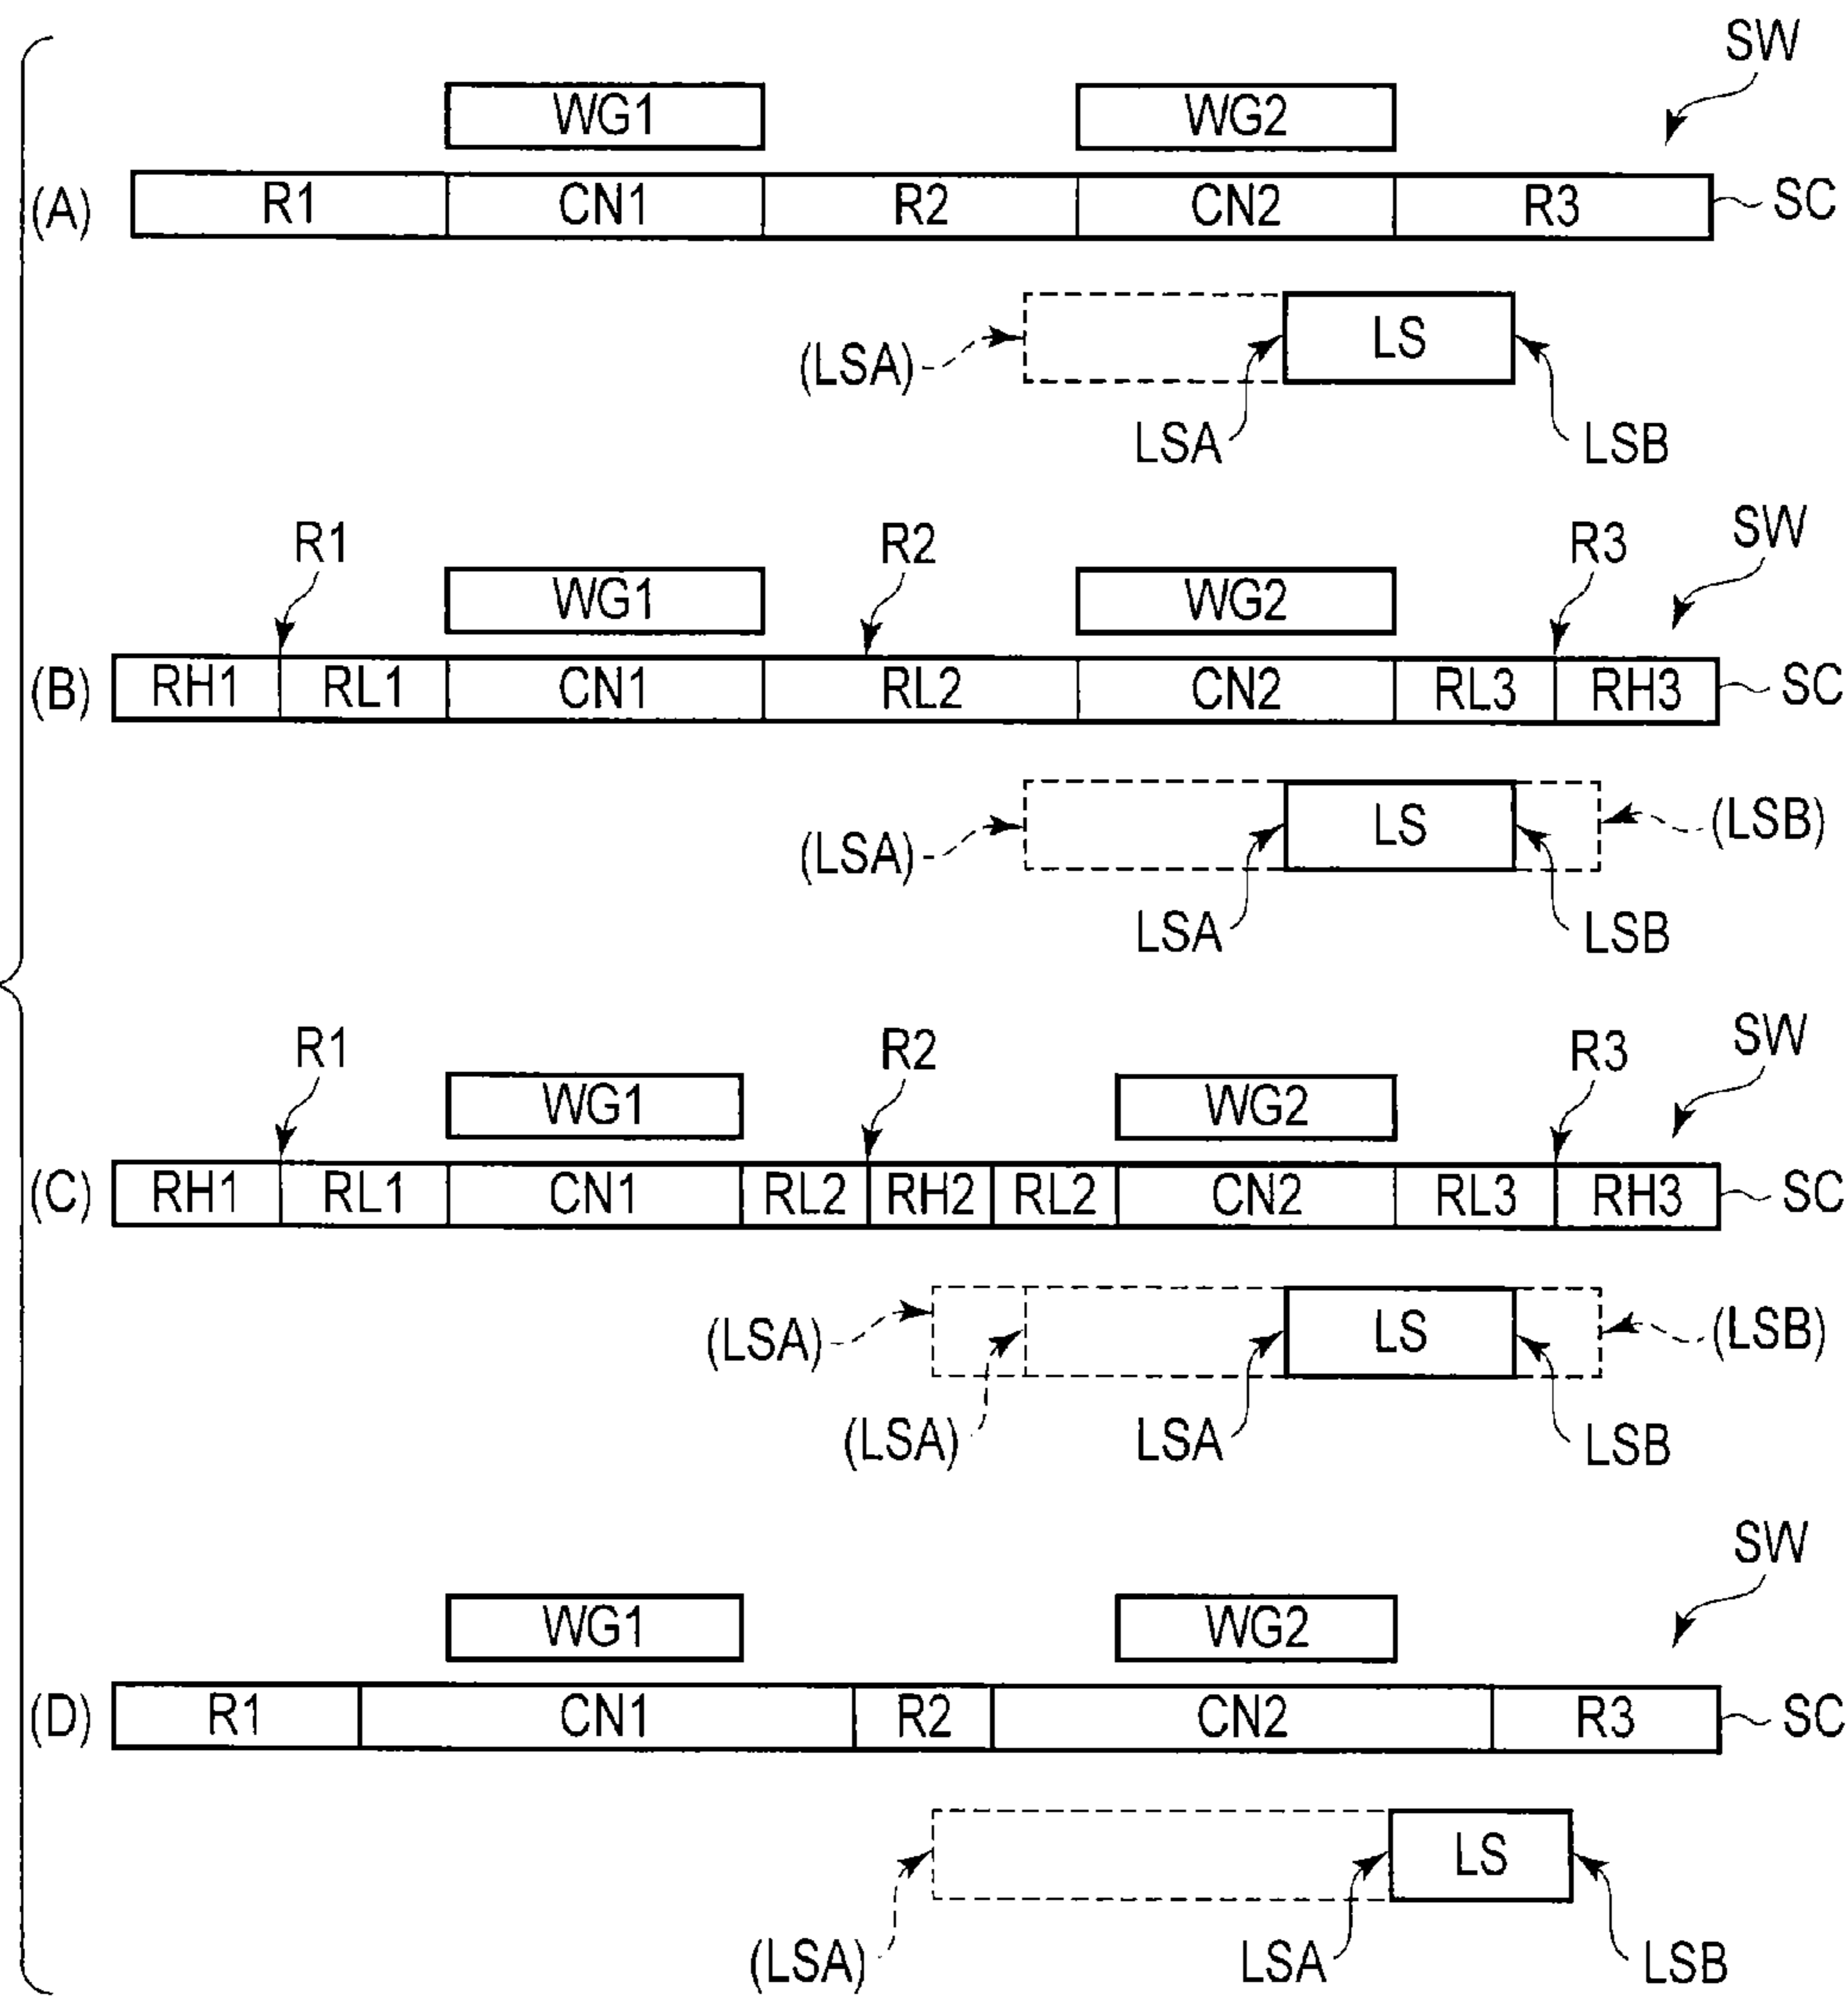 SW
WG1 WG2
(A) R1 CN1 R2 CN2 R3 SC
(LSA) LS
LSA LSB
R1 R2 R3 SW
WG1 WG2
(B) RH1 RL1 CN1 RL2 CN2 RL3 RH3 SC
(LSA) LS (LSB)
LSA LSB
R1 R2 R3 SW
WG1 WG2
(C) RH1 RL1 CN1 RL2 RH2 RL2 CN2 RL3 RH3 SC
(LSA) LS (LSB)
(LSA) LSA LSB
SW
WG1 WG2
(D) R1 CN1 R2 CN2 R3 SC
LS
(LSA) LSA LSB